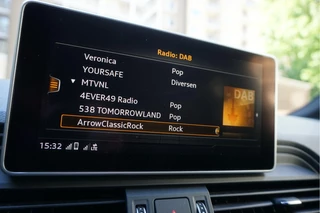 Radio: DAB
Veronica
YOURSAFE Pop
MTVNL Diversen
4EVER49 Radio Pop
538 TOMORROWLAND Pop
ArrowClassicRock Rock
DAB
15:32